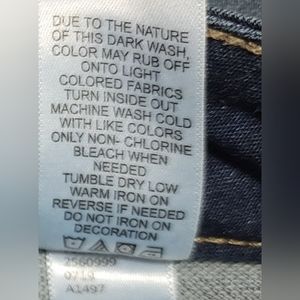 DUE TO THE NATURE
OF THIS DARK WASH,
COLOR MAY RUB OFF
ONTO LIGHT
COLORED FABRICS
TURN INSIDE OUT
MACHINE WASH COLD
WITH LIKE COLORS
ONLY NON- CHLORINE
BLEACH WHEN
NEEDED
TUMBLE DRY LOW
WARM IRON ON
REVERSE IF NEEDED
DO NOT IRON ON
DECORATION
2560999
0715
A1497